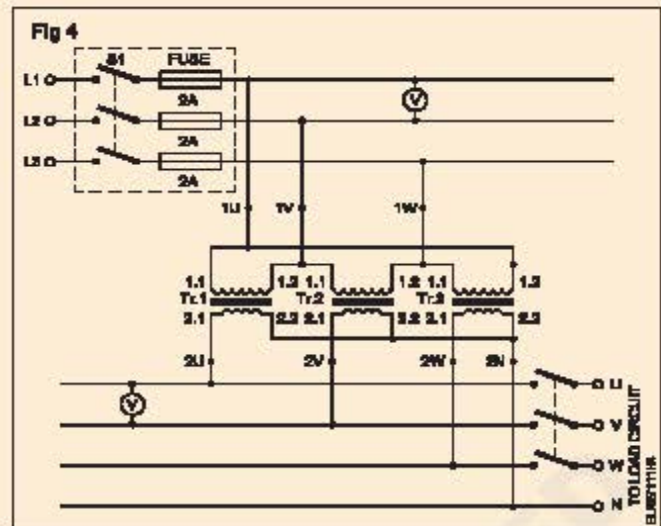 Fig 4
S1 FUSE
L1
2A
L2
2A
L3
2A
1U 1V 1W
1.1 1.2 1.1 1.2 1.1 1.2
Tr.1 Tr.2 Tr.3
2.1 2.2 2.1 2.2 2.1 2.2
2U 2V 2W 2N
V
V
U
V
W
N
TO LOAD CIRCUIT